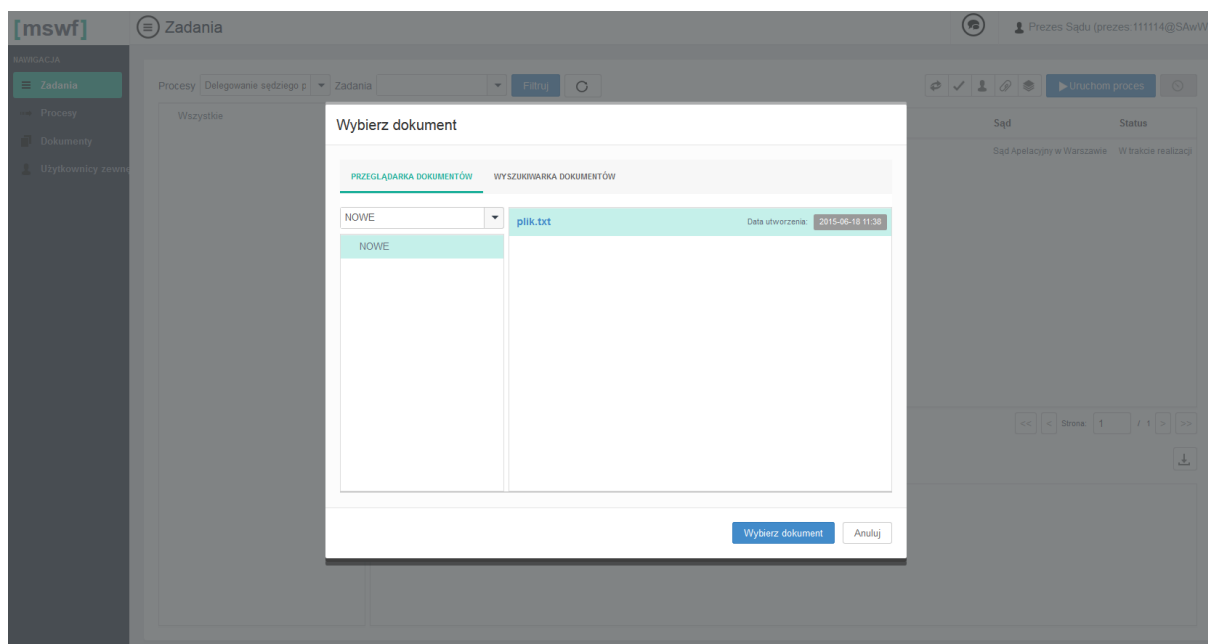 [mswf]
Zadania
Prezes Sądu (prezes:111114@SAwW
NAWIGACJA
Zadania
Procesy
Dokumenty
Użytkownicy zewnę
Procesy Delegowanie sędziego p Zadania Filtruj Uruchom proces
Wszystkie
Sąd Status
Sąd Apelacyjny w Warszawie W trakcie realizacji
Wybierz dokument
PRZEGLĄDARKA DOKUMENTÓW WYSZUKIWARKA DOKUMENTÓW
NOWE
plik.txt Data utworzenia: 2015-06-18 11:38
NOWE
<< < Strona: 1 / 1 > >>
Wybierz dokument Anuluj